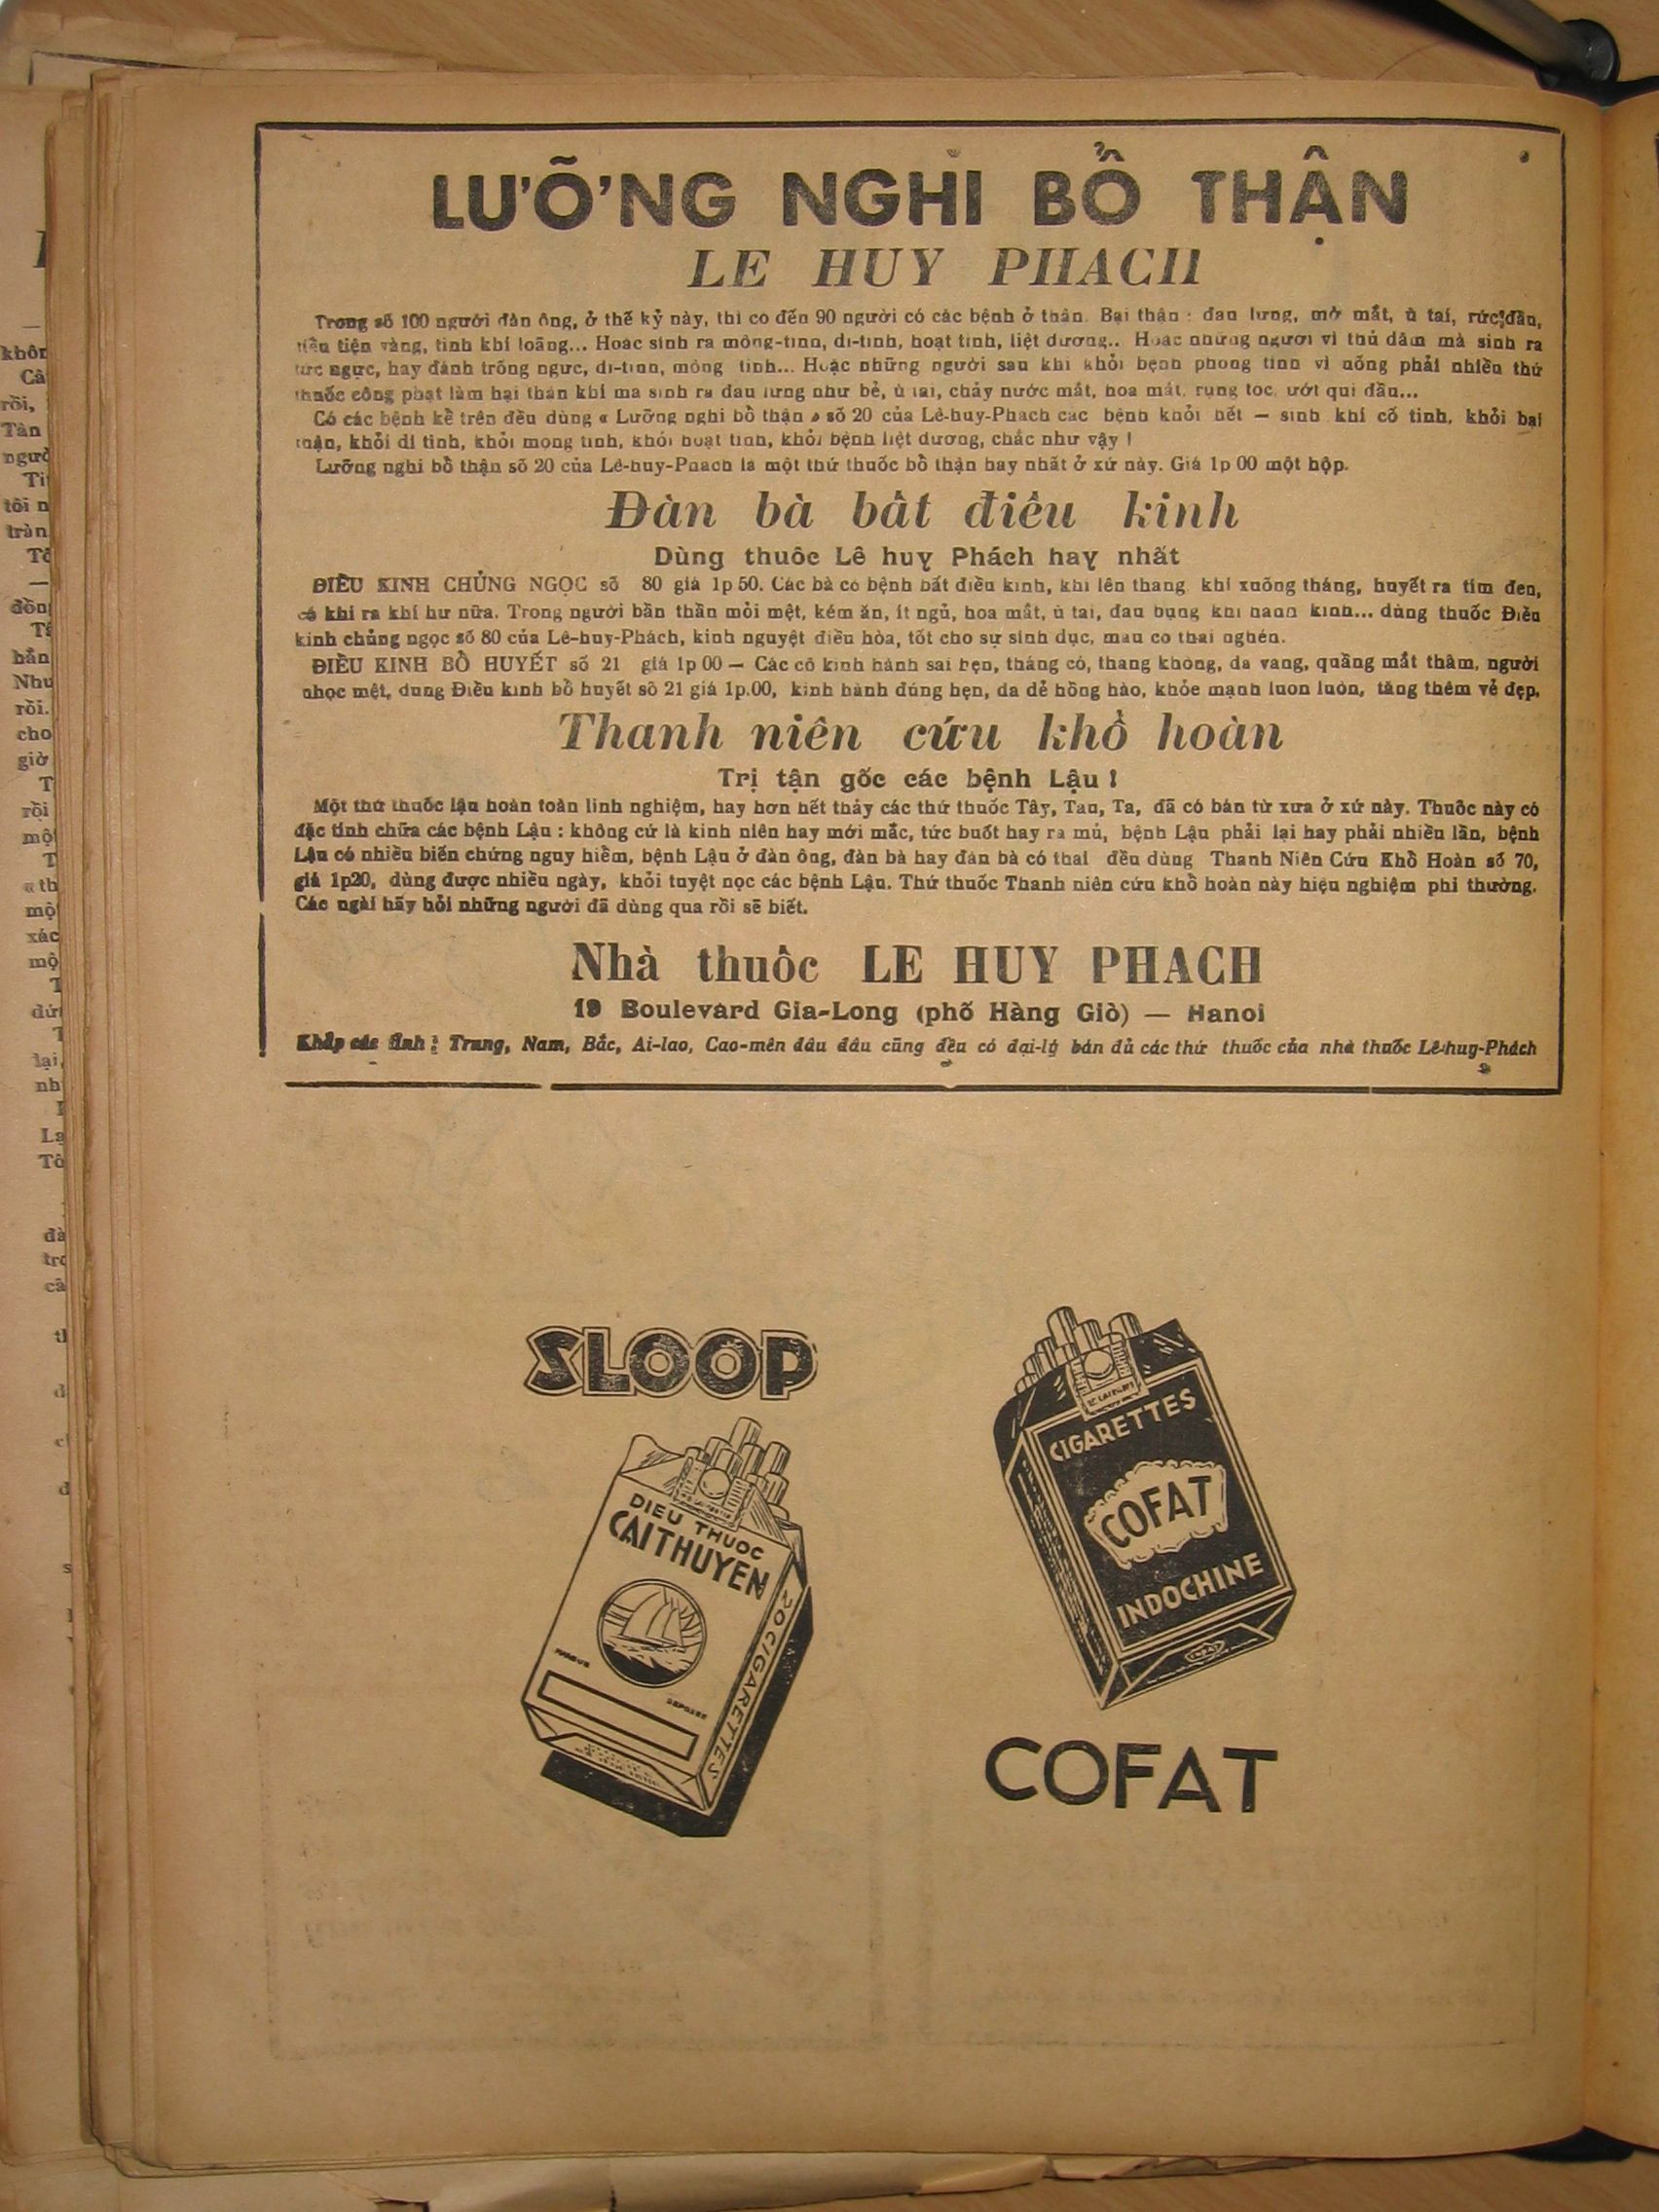 LƯỠNG NGHI BỔ THẬN
LE HUY PHACH
Trong số 100 người đàn ông, ở thế kỷ này, thì có đến 90 người có các bệnh ở thận. Bại thận : đau lưng, mờ mắt, ù tai, rức đầu,
tiểu tiện vàng, tinh khí loãng... Hoặc sinh ra mộng-tinh, di-tinh, hoạt tinh, liệt dương.. Hoặc những người vì thủ dâm mà sinh ra
tức ngực, hay đánh trống ngực, di-tinh, mộng tinh... Hoặc những người sau khi khỏi bệnh phong tình vì uống phải nhiều thứ
thuốc công phạt làm hại thận khí mà sinh ra đau lưng như bẻ, ù tai, chảy nước mắt, hoa mắt, rụng tóc, ướt qui đầu...
Có các bệnh kể trên đều dùng « Lưỡng nghi bổ thận » số 20 của Lê-huy-Phách các bệnh khỏi hết — sinh khí cố tinh, khỏi bại
thận, khỏi di tinh, khỏi mộng tinh, khỏi hoạt tinh, khỏi bệnh liệt dương, chắc như vậy !
Lưỡng nghi bổ thận số 20 của Lê-huy-Phách là một thứ thuốc bổ thận hay nhất ở xứ này. Giá 1p 00 một hộp.
Đàn bà bất điều kinh
Dùng thuốc Lê huy Phách hay nhất
ĐIỀU KINH CHỦNG NGỌC số 80 giá 1p 50. Các bà có bệnh bất điều kinh, khi lên tháng, khi xuống tháng, huyết ra tím đen,
có khi ra khí hư nữa. Trong người bần thần mỏi mệt, kém ăn, ít ngủ, hoa mắt, ù tai, đau bụng khi hành kinh... dùng thuốc Điều
kinh chủng ngọc số 80 của Lê-huy-Phách, kinh nguyệt điều hòa, tốt cho sự sinh dục, mau có thai nghén.
ĐIỀU KINH BỔ HUYẾT số 21 giá 1p 00 — Các cô kinh hành sai hẹn, tháng có, tháng không, da vàng, quầng mắt thâm, người
nhọc mệt, dùng Điều kinh bổ huyết số 21 giá 1p.00, kinh hành đúng hẹn, da dẻ hồng hào, khỏe mạnh luôn luôn, tăng thêm vẻ đẹp.
Thanh niên cứu khổ hoàn
Trị tận gốc các bệnh Lậu !
Một thứ thuốc lậu hoàn toàn linh nghiệm, hay hơn hết thảy các thứ thuốc Tây, Tàu, Ta, đã có bán từ xưa ở xứ này. Thuốc này có
đặc tính chữa các bệnh Lậu : không cứ là kinh niên hay mới mắc, tức buốt hay ra mủ, bệnh Lậu phải lại hay phải nhiều lần, bệnh
Lậu có nhiều biến chứng nguy hiểm, bệnh Lậu ở đàn ông, đàn bà hay đàn bà có thai đều dùng Thanh Niên Cứu Khổ Hoàn số 70,
giá 1p20, dùng được nhiều ngày, khỏi tuyệt nọc các bệnh Lậu. Thứ thuốc Thanh niên cứu khổ hoàn này hiệu nghiệm phi thường.
Các ngài hãy hỏi những người đã dùng qua rồi sẽ biết.
Nhà thuốc LE HUY PHACH
19 Boulevard Gia-Long (phố Hàng Giò) — Hanoi
Khắp các tỉnh : Trung, Nam, Bắc, Ai-lao, Cao-mên đâu đâu cũng đều có đại-lý bán đủ các thứ thuốc của nhà thuốc Lê-huy-Phách
SLOOP
DIEU THUOC
CAITHUYEN
MARQUE
DEPOSEE
20 CIGARETTES
CIGARETTES
COFAT
INDOCHINE
COFAT